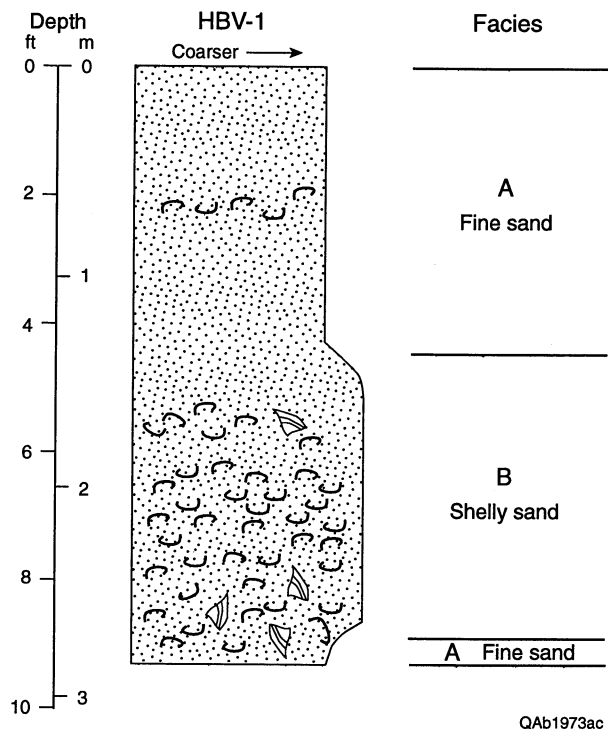 Depth HBV-1 Facies
ft m Coarser
0 0
2
A
Fine sand
1
4
6
B
2
Shelly sand
8
A Fine sand
10 3
QAb1973ac